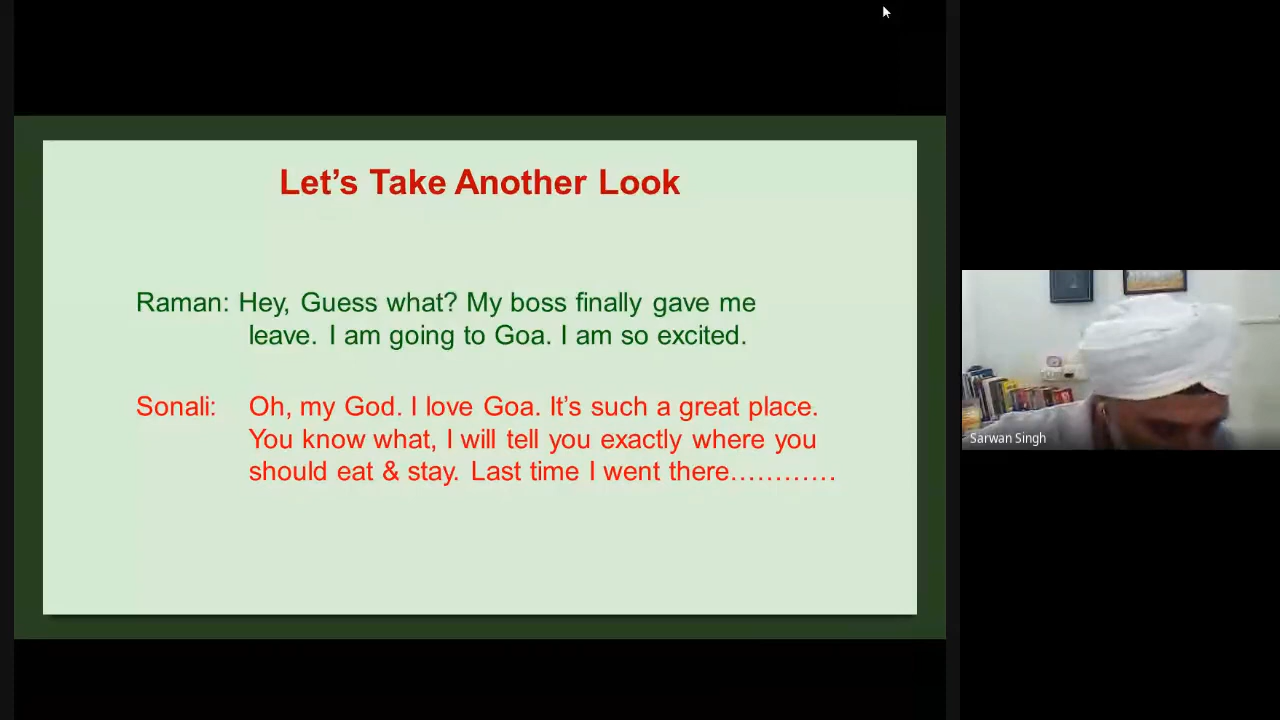 Let’s Take Another Look
Raman: Hey, Guess what? My boss finally gave me
leave. I am going to Goa. I am so excited.
Sonali: Oh, my God. I love Goa. It’s such a great place.
You know what, I will tell you exactly where you
should eat & stay. Last time I went there…………
Sarwan Singh